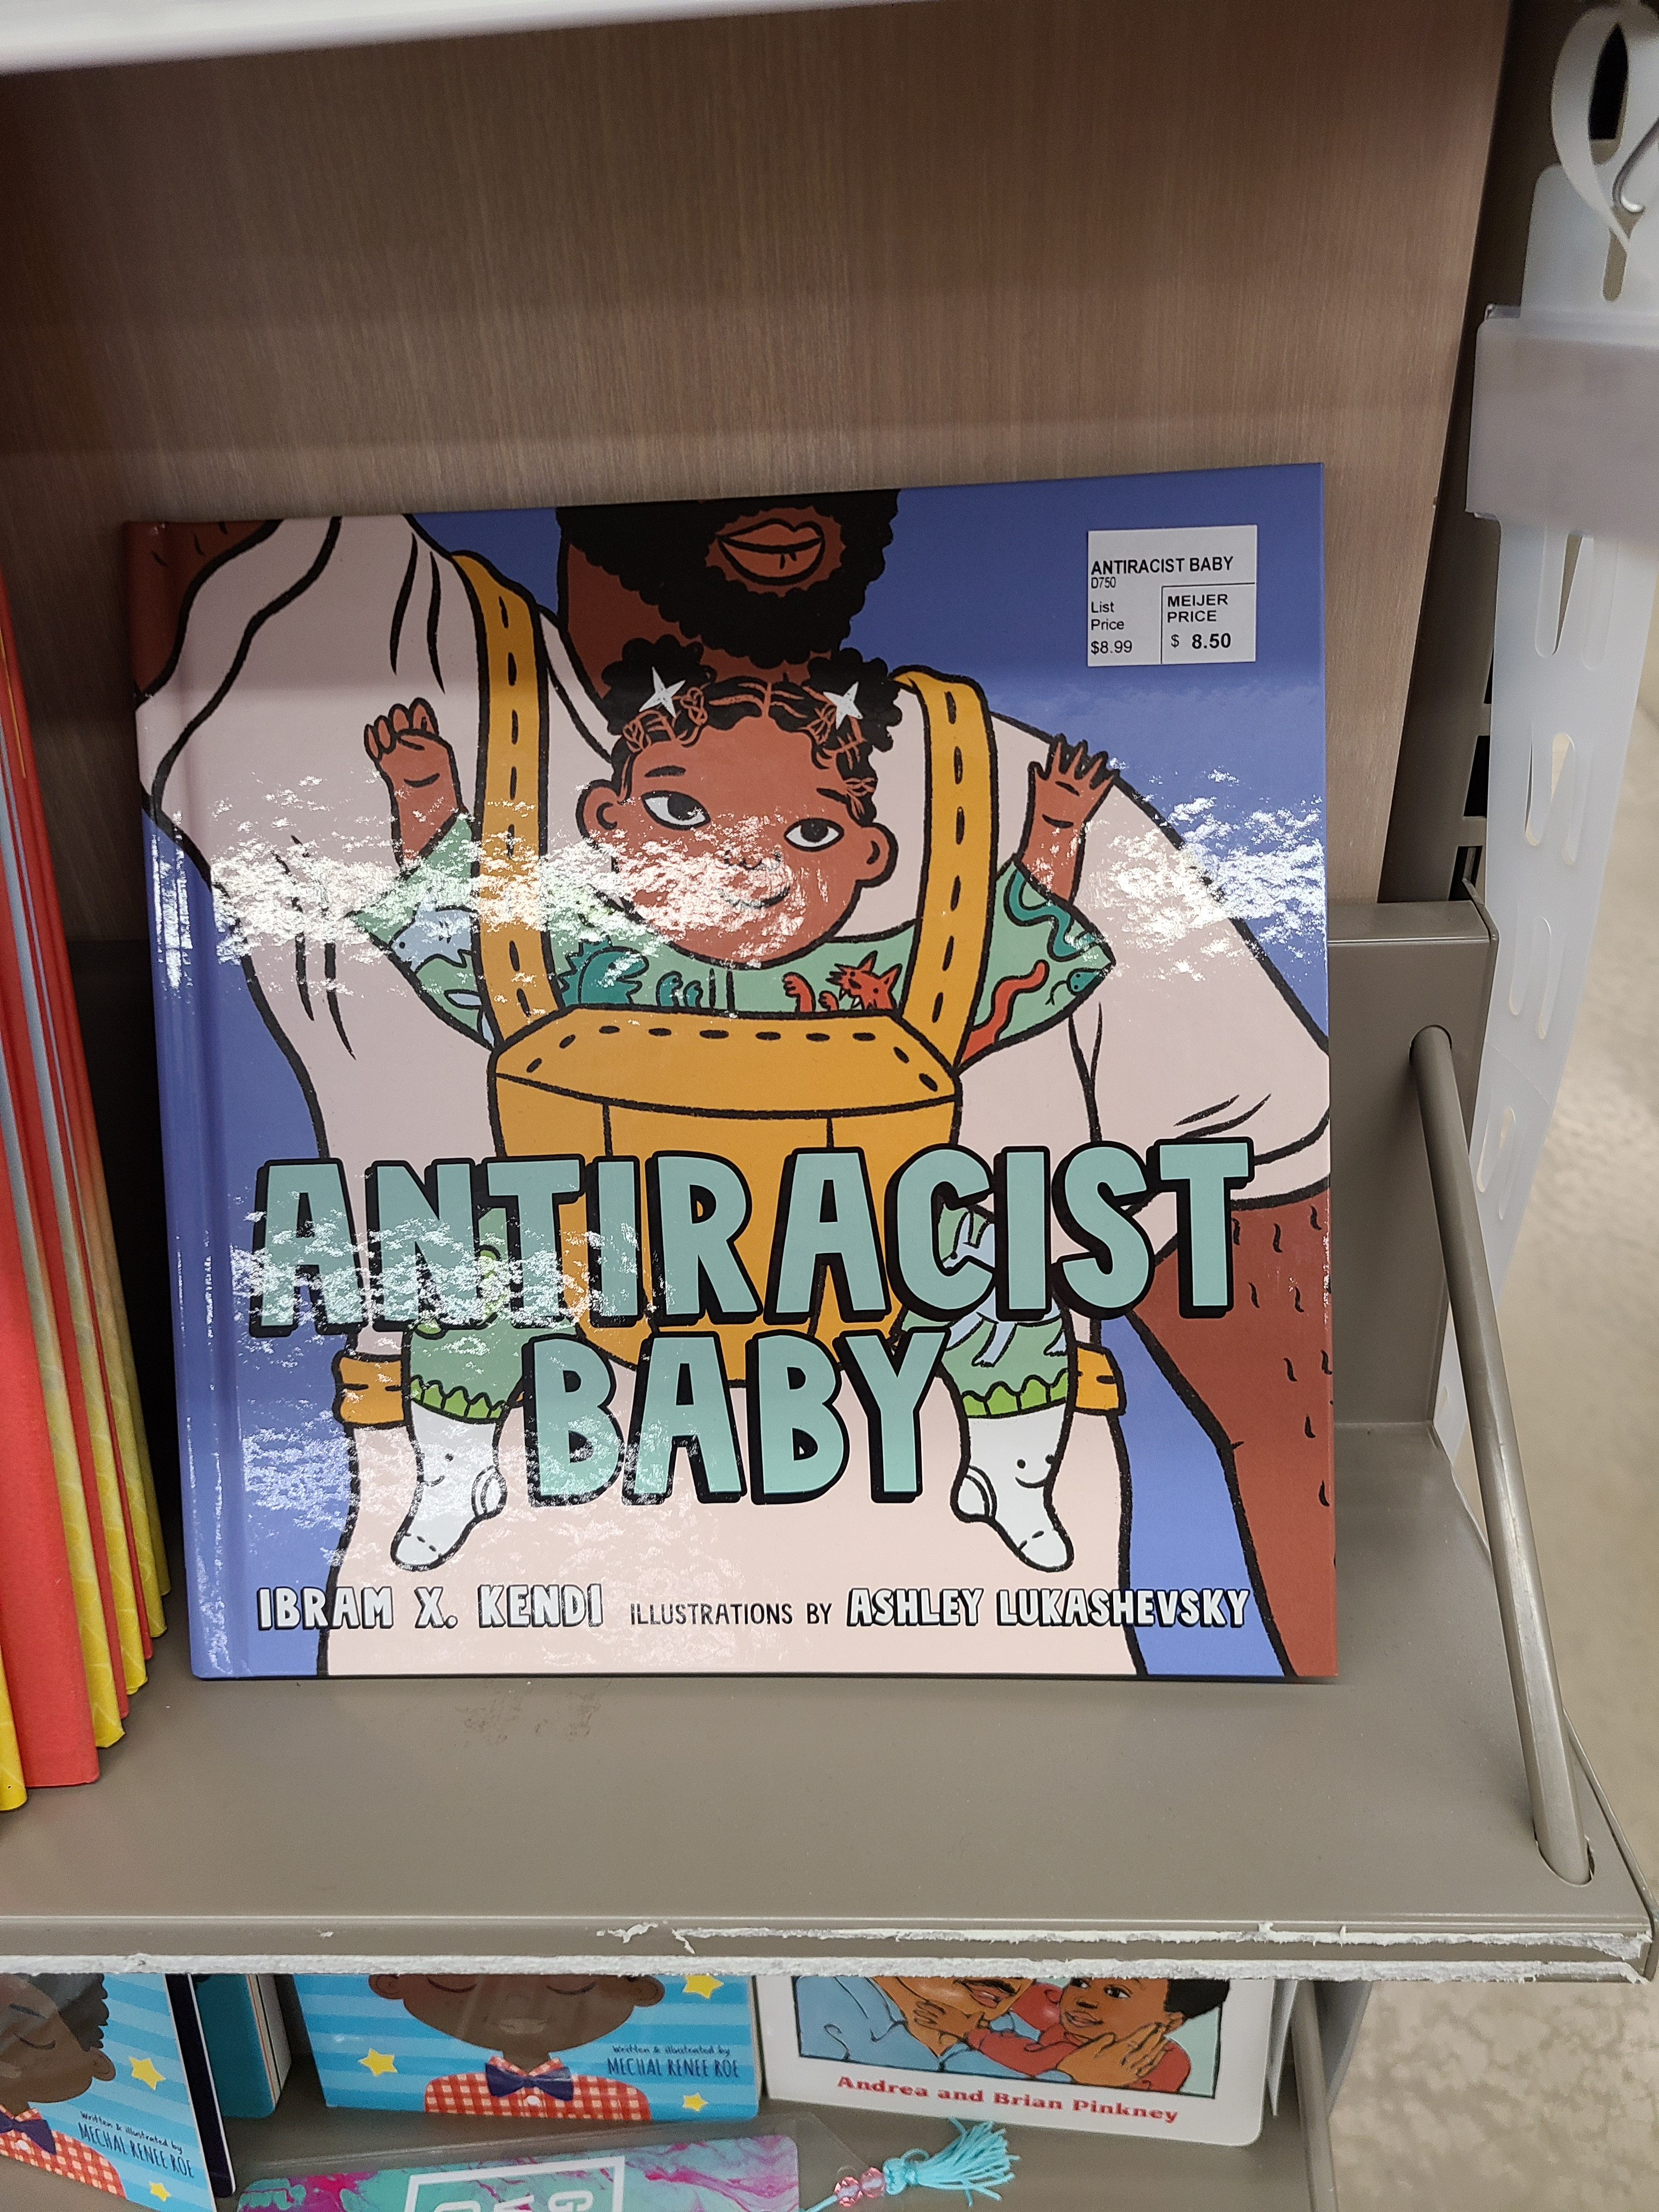 ANTIRACIST BABY
D750
List
Price
$8.99
MEIJER
PRICE
$ 8.50
ANTIRACIST
BABY
IBRAM X. KENDI ILLUSTRATIONS BY ASHLEY LUKASHEVSKY
Written & illustrated by
MECHAL RENEE ROE
Written & illustrated by
MECHAL RENEE ROE
Andrea and Brian Pinkney